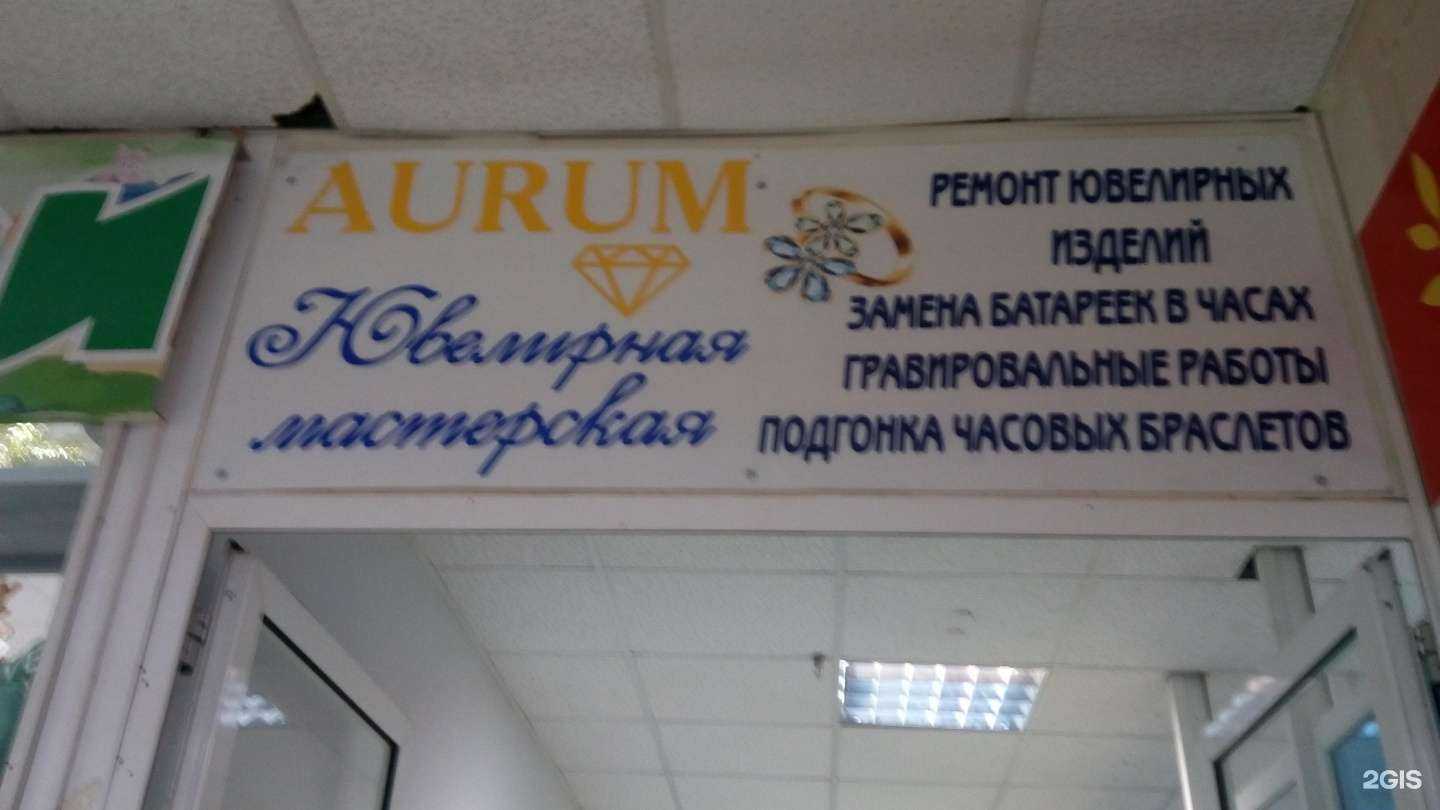 AURUM
Ювелирная
мастерская
РЕМОНТ ЮВЕЛИРНЫХ
ИЗДЕЛИЙ
ЗАМЕНА БАТАРЕЕК В ЧАСАХ
ГРАВИРОВАЛЬНЫЕ РАБОТЫ
ПОДГОНКА ЧАСОВЫХ БРАСЛЕТОВ
2GIS